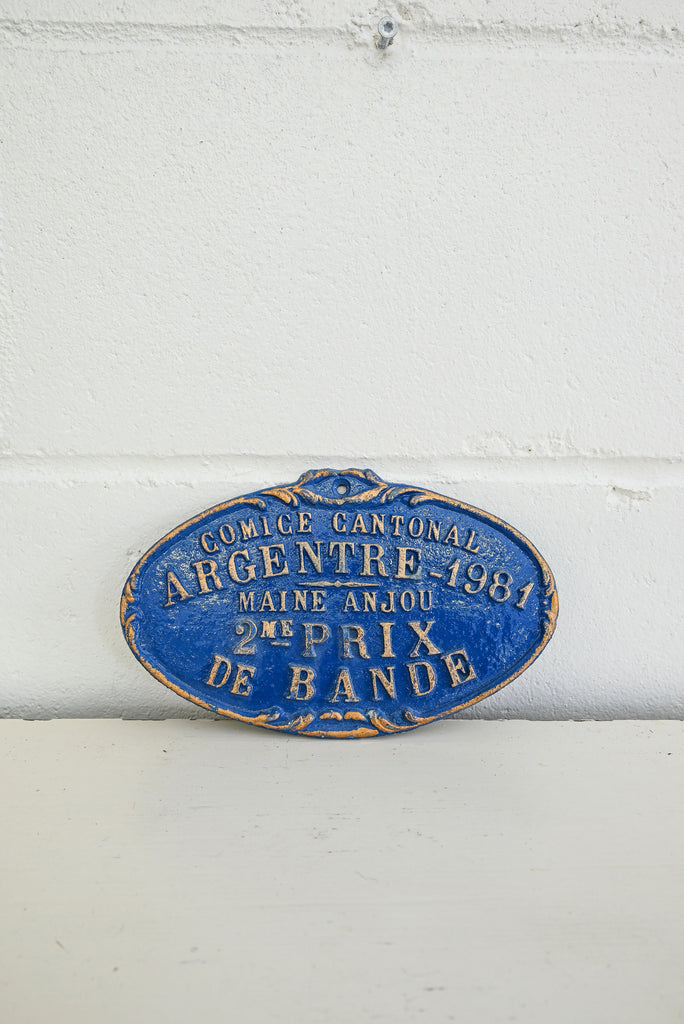 COMICE CANTONAL
ARGENTRE-1981
MAINE ANJOU
2ME PRIX
DE BANDE